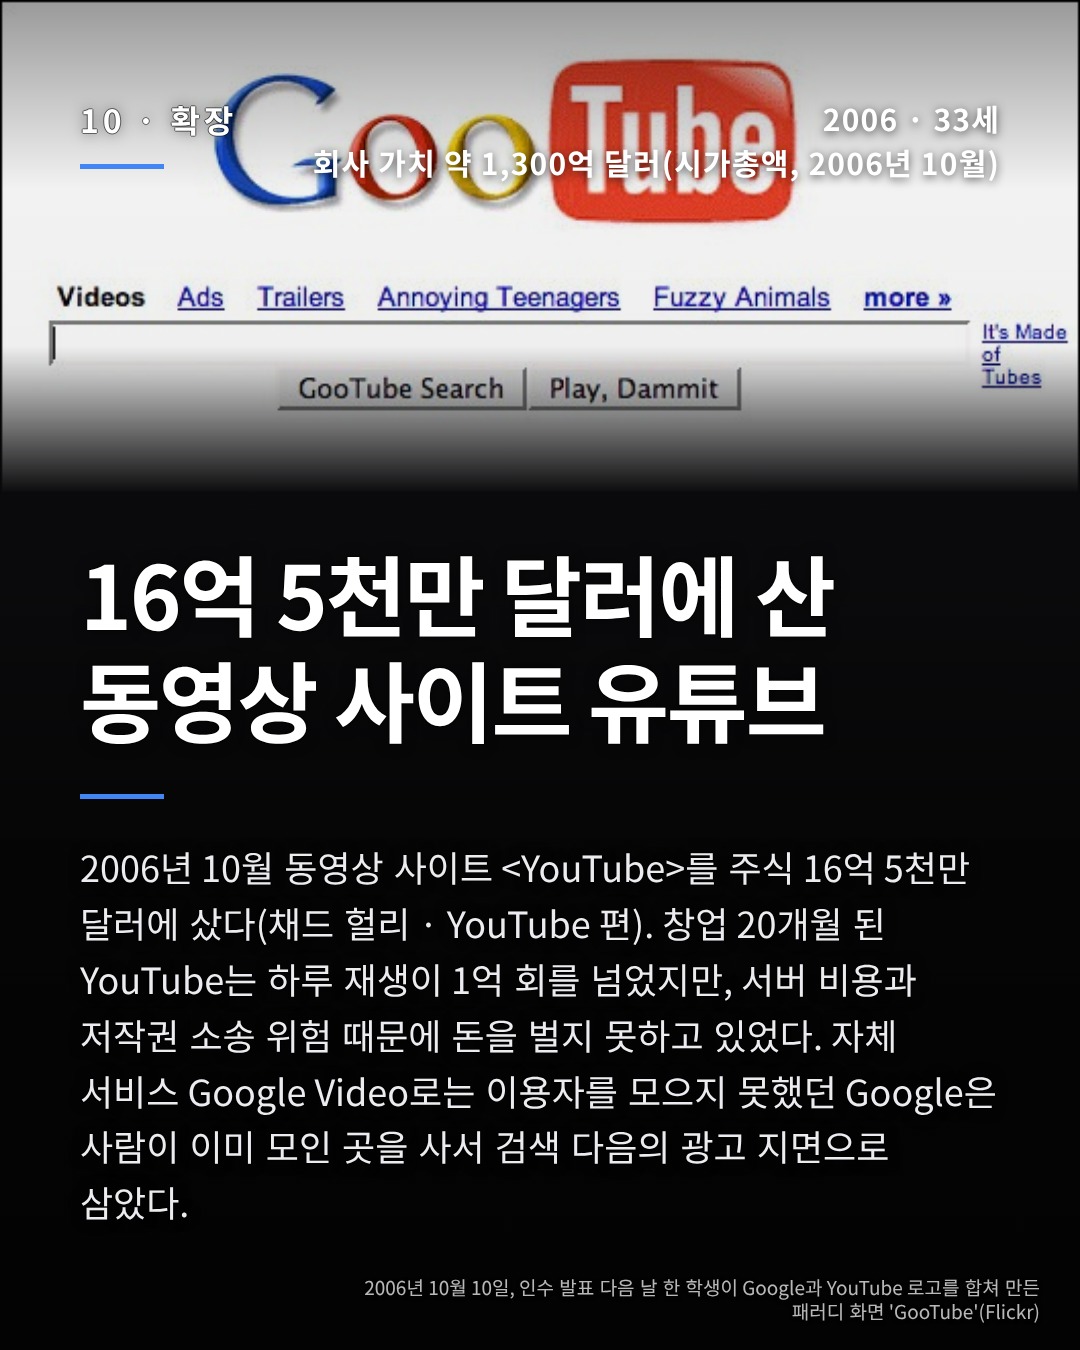 10 · 확장
2006 · 33세
회사 가치 약 1,300억 달러(시가총액, 2006년 10월)
GooTube
Videos Ads Trailers Annoying Teenagers Fuzzy Animals more »
It's Made
of
Tubes
GooTube Search Play, Dammit
16억 5천만 달러에 산
동영상 사이트 유튜브
2006년 10월 동영상 사이트 <YouTube>를 주식 16억 5천만
달러에 샀다(채드 헐리 · YouTube 편). 창업 20개월 된
YouTube는 하루 재생이 1억 회를 넘었지만, 서버 비용과
저작권 소송 위험 때문에 돈을 벌지 못하고 있었다. 자체
서비스 Google Video로는 이용자를 모으지 못했던 Google은
사람이 이미 모인 곳을 사서 검색 다음의 광고 지면으로
삼았다.
2006년 10월 10일, 인수 발표 다음 날 한 학생이 Google과 YouTube 로고를 합쳐 만든
패러디 화면 'GooTube'(Flickr)